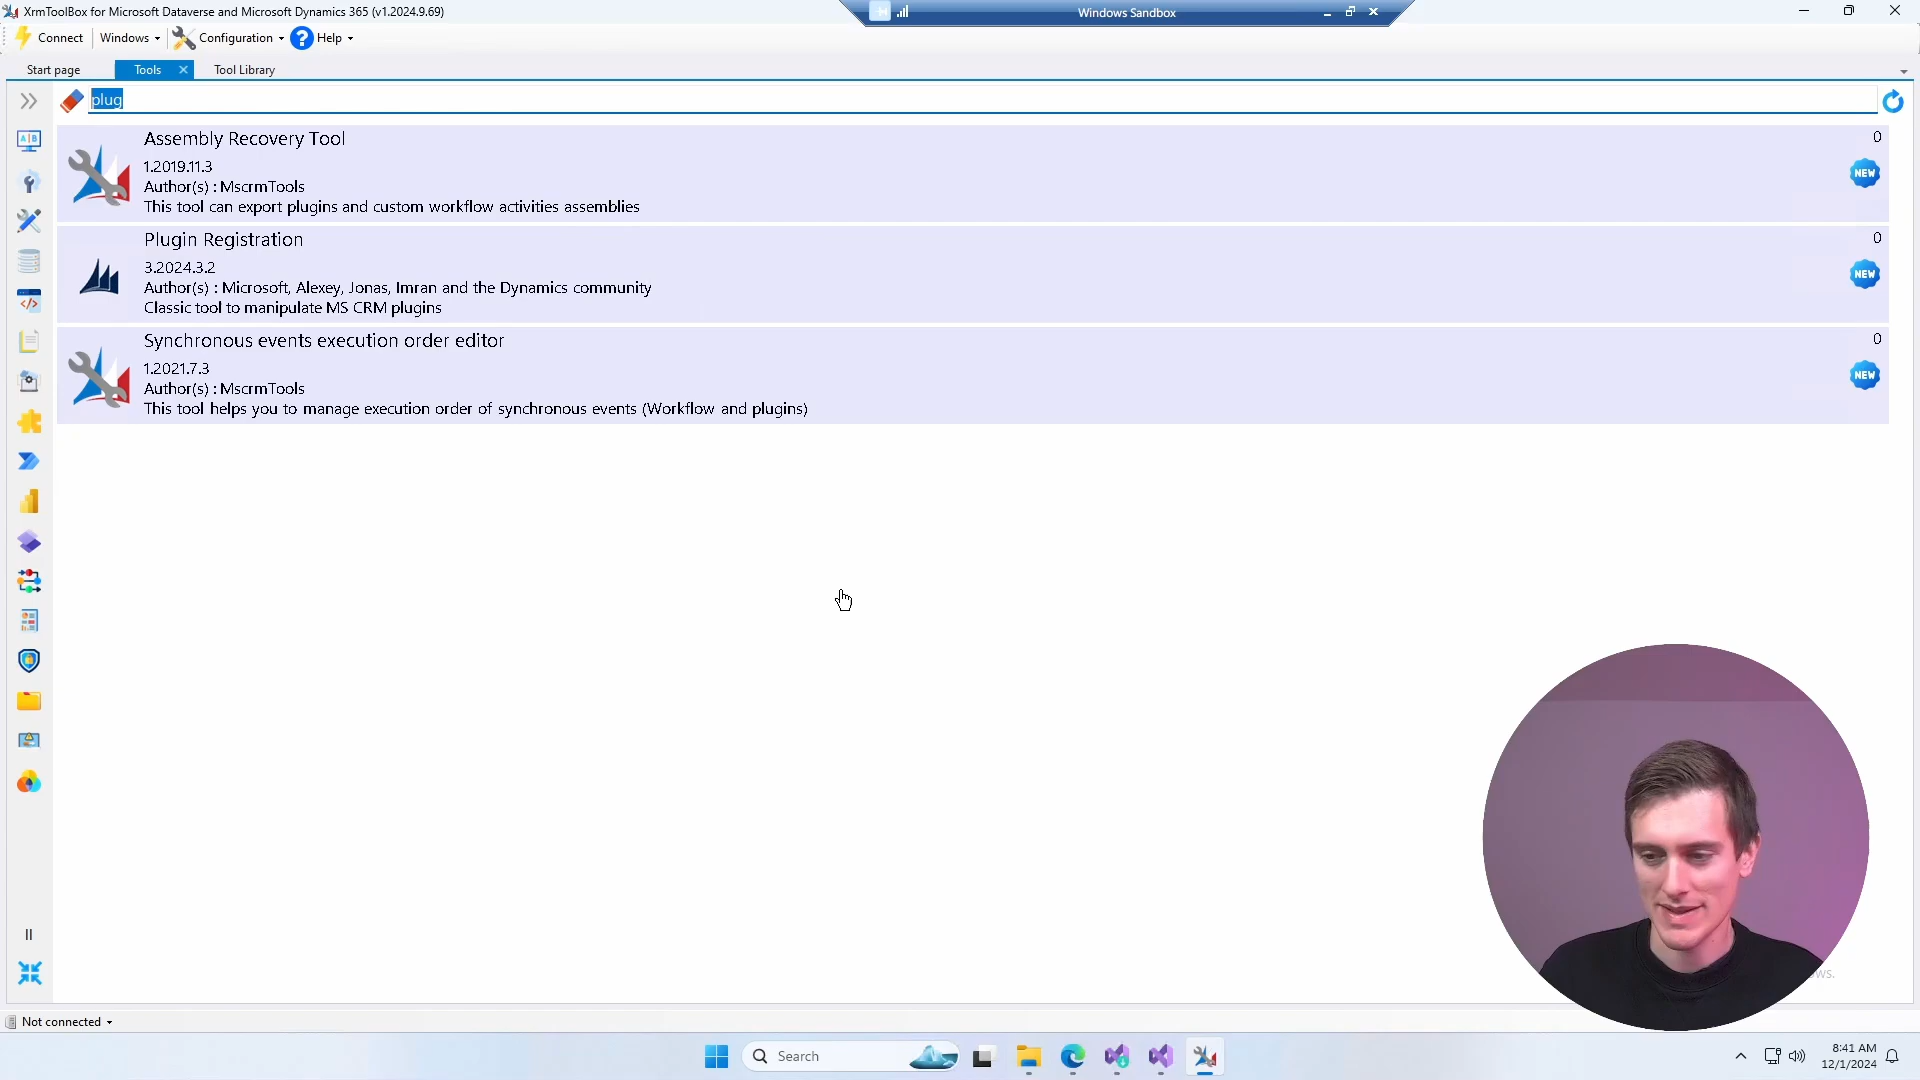 XrmToolBox for Microsoft Dataverse and Microsoft Dynamics 365 (v1.2024.9.69)
Windows Sandbox
Connect
Windows
Configuration
? Help
Start page
Tools
Tool Library
plug
Assembly Recovery Tool
0
1.2019.11.3
NEW
Author(s) : MscrmTools
This tool can export plugins and custom workflow activities assemblies
Plugin Registration
0
3.2024.3.2
NEW
Author(s) : Microsoft, Alexey, Jonas, Imran and the Dynamics community
Classic tool to manipulate MS CRM plugins
Synchronous events execution order editor
0
1.2021.7.3
NEW
Author(s) : MscrmTools
This tool helps you to manage execution order of synchronous events (Workflow and plugins)
Not connected
Search
8:41 AM
12/1/2024